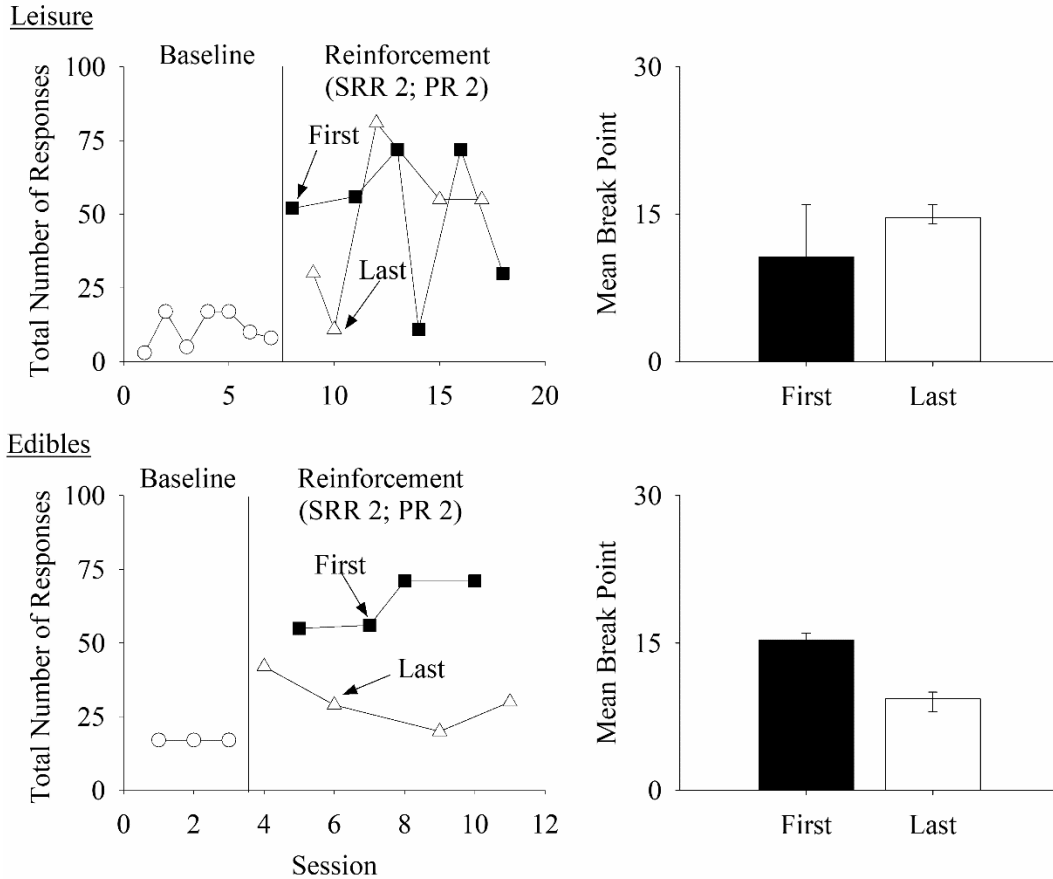 Leisure
Baseline
Reinforcement
(SRR 2; PR 2)
Total Number of Responses
100
75
50
25
0
First
Last
0
5
10
15
20
Mean Break Point
30
15
0
First
Last
Edibles
Baseline
Reinforcement
(SRR 2; PR 2)
Total Number of Responses
100
75
50
25
0
First
Last
0
2
4
6
8
10
12
Session
Mean Break Point
30
15
0
First
Last